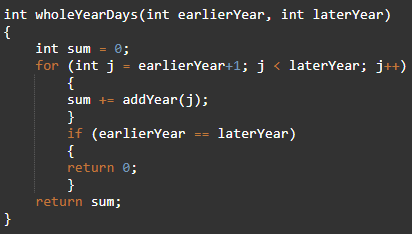 int wholeYearDays(int earlierYear, int laterYear)
{
    int sum = 0;
    for (int j = earlierYear+1; j < laterYear; j++)
        {
        sum += addYear(j);
        }
        if (earlierYear == laterYear)
        {
        return 0;
        }
    return sum;
}